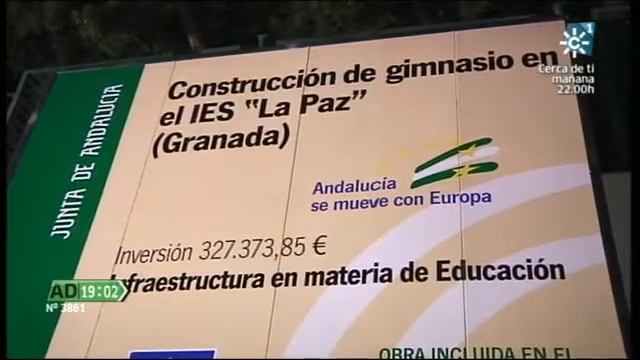 Construcción de gimnasio en
el IES "La Paz"
(Granada)
JUNTA DE ANDALUCIA
Andalucía
se mueve con Europa
Inversión 327.373,85 €
Infraestructura en materia de Educación
OBRA INCLUIDA EN EL
Cerca de ti
mañana
22:00h
AD 19:02
Nº 3861